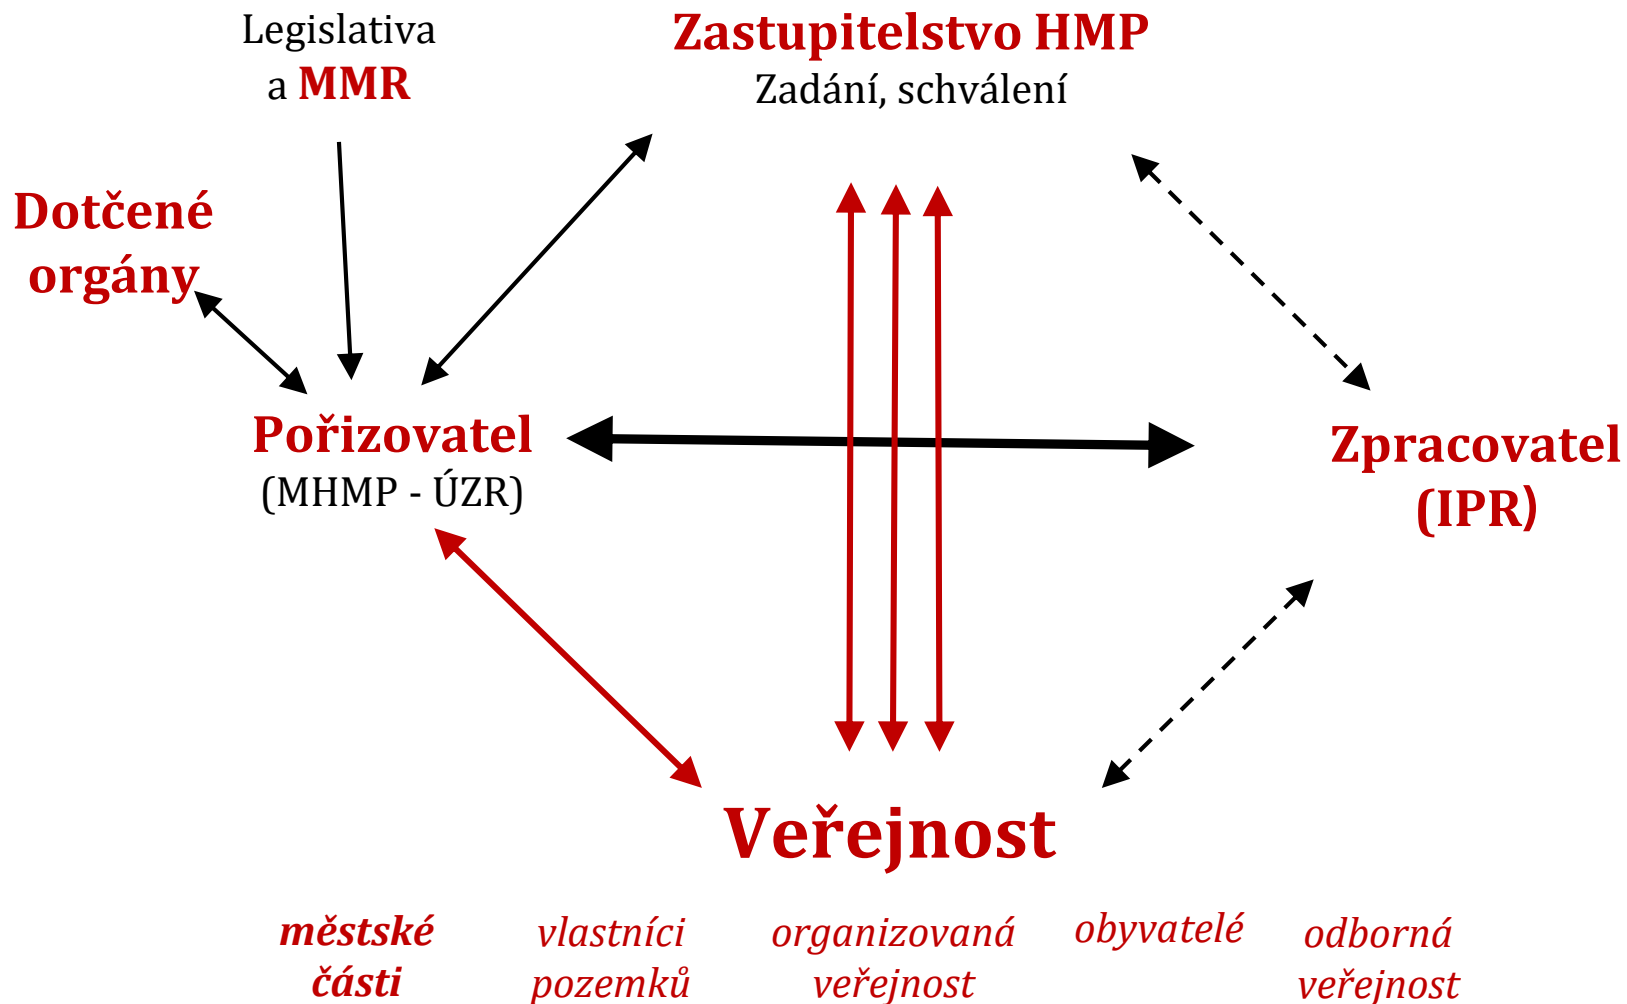 Legislativa
a MMR
Zastupitelstvo HMP
Zadání, schválení
Dotčené
orgány
Pořizovatel
(MHMP - ÚZR)
Zpracovatel
(IPR)
Veřejnost
městské
části
vlastníci
pozemků
organizovaná
veřejnost
obyvatelé
odborná
veřejnost